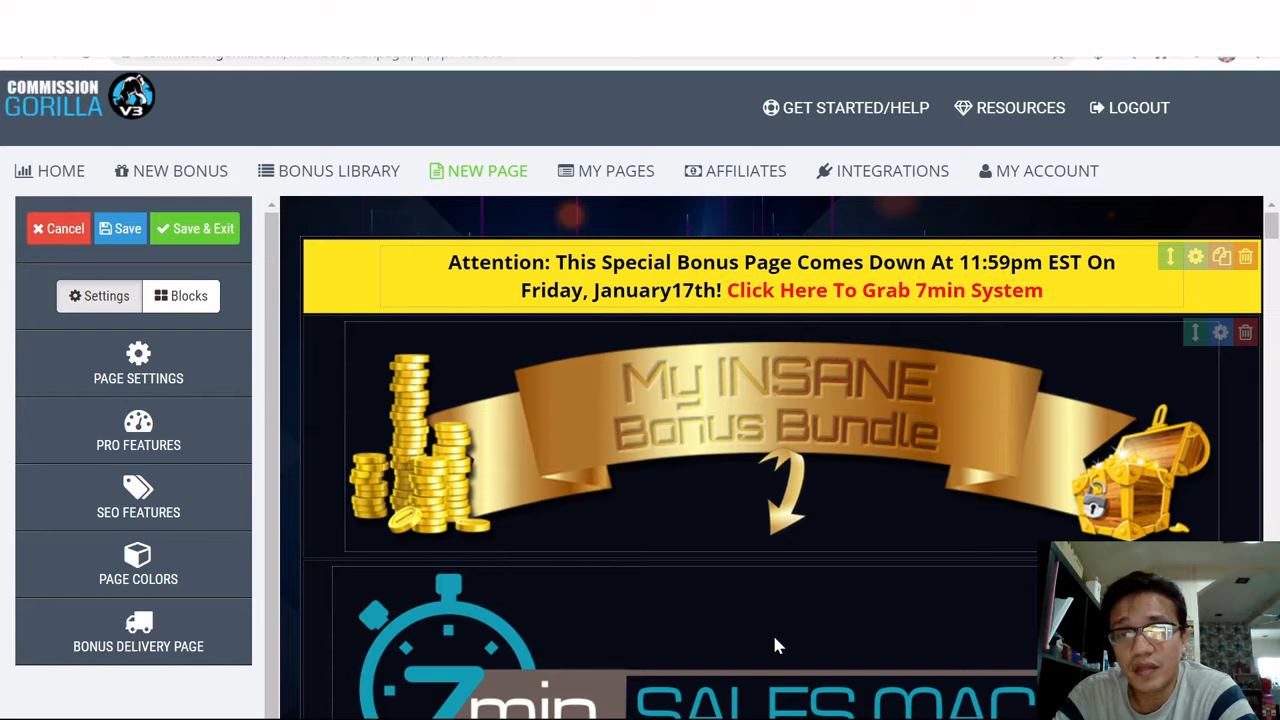 COMMISSION
GORILLA V3
GET STARTED/HELP RESOURCES LOGOUT
HOME NEW BONUS BONUS LIBRARY NEW PAGE MY PAGES AFFILIATES INTEGRATIONS MY ACCOUNT
Cancel Save Save & Exit
Settings Blocks
PAGE SETTINGS
PRO FEATURES
SEO FEATURES
PAGE COLORS
BONUS DELIVERY PAGE
Attention: This Special Bonus Page Comes Down At 11:59pm EST On
Friday, January17th! Click Here To Grab 7min System
My INSANE
Bonus Bundle
7min SALES MAC